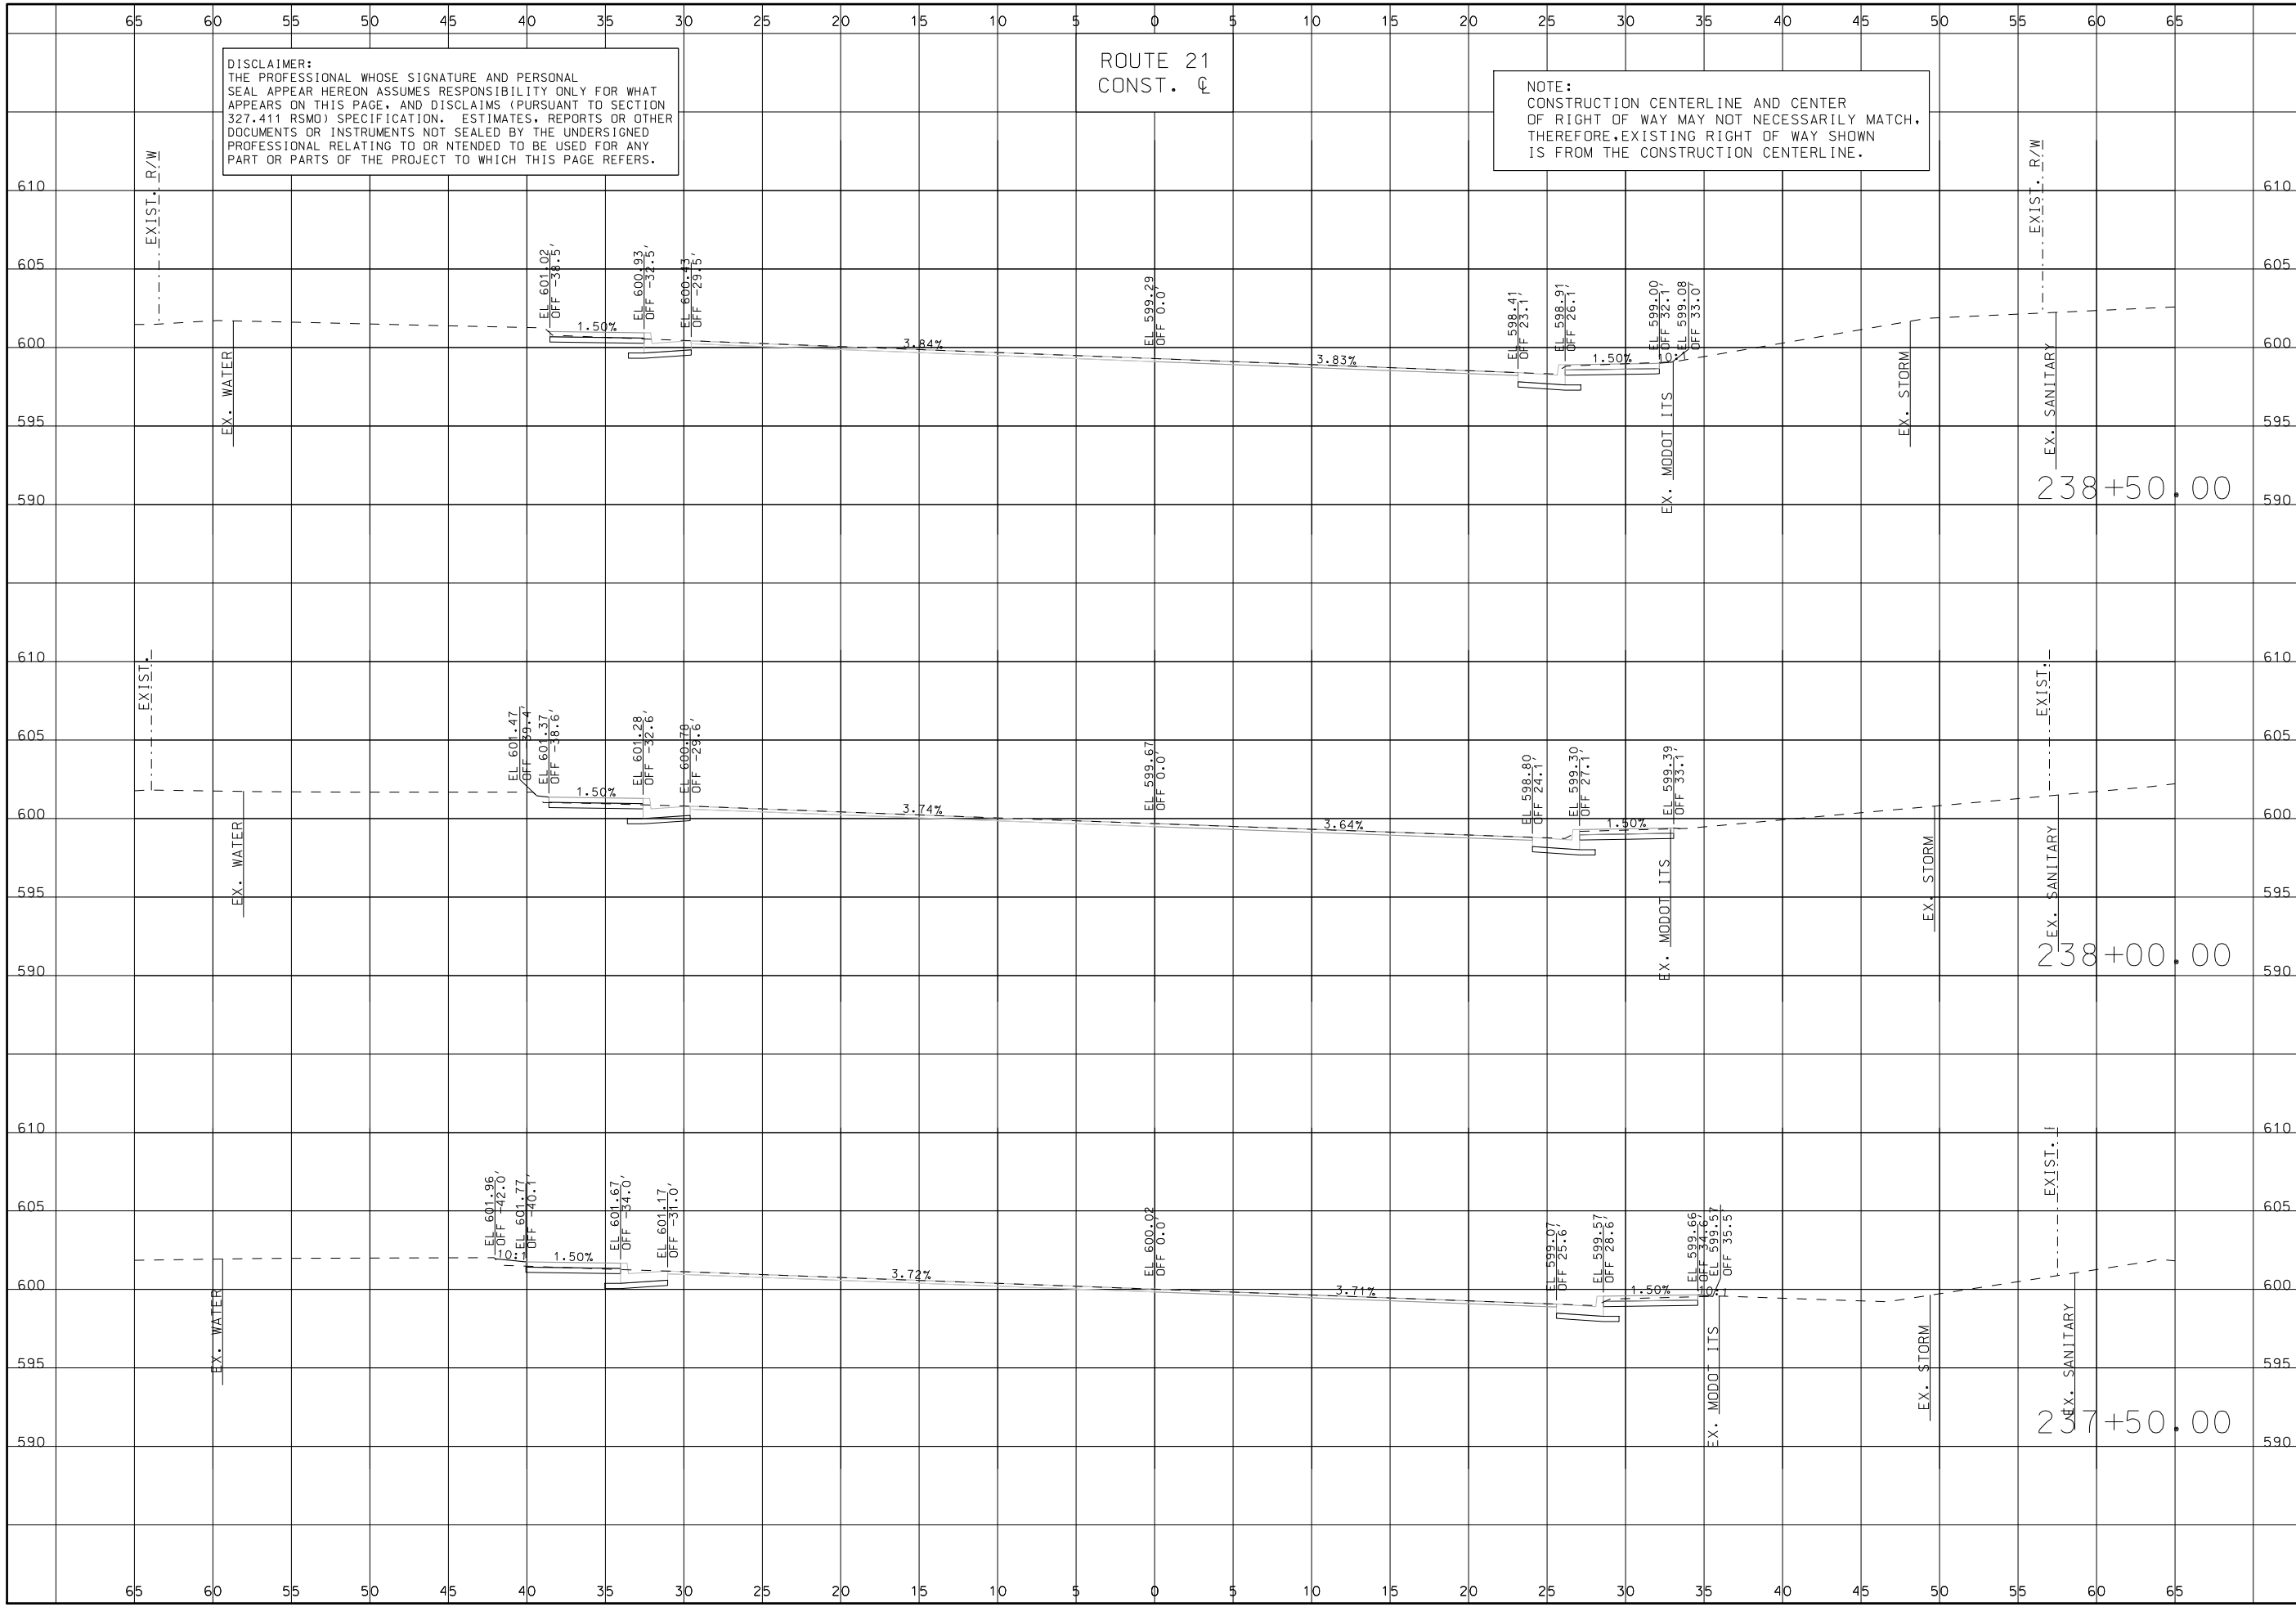 65 60 55 50 45 40 35 30 25 20 15 10 5 0 5 10 15 20 25 30 35 40 45 50 55 60 65
DISCLAIMER:
THE PROFESSIONAL WHOSE SIGNATURE AND PERSONAL
SEAL APPEAR HEREON ASSUMES RESPONSIBILITY ONLY FOR WHAT
APPEARS ON THIS PAGE, AND DISCLAIMS (PURSUANT TO SECTION
327.411 RSMO) SPECIFICATION. ESTIMATES, REPORTS OR OTHER
DOCUMENTS OR INSTRUMENTS NOT SEALED BY THE UNDERSIGNED
PROFESSIONAL RELATING TO OR NTENDED TO BE USED FOR ANY
PART OR PARTS OF THE PROJECT TO WHICH THIS PAGE REFERS.
ROUTE 21
CONST. ℄
NOTE:
CONSTRUCTION CENTERLINE AND CENTER
OF RIGHT OF WAY MAY NOT NECESSARILY MATCH,
THEREFORE,EXISTING RIGHT OF WAY SHOWN
IS FROM THE CONSTRUCTION CENTERLINE.
610 610
605 605
600 600
595 595
590 590
EXIST. R/W
EX. WATER
EL 601.02
OFF -38.5'
1.50%
EL 600.93
OFF -32.5'
EL 600.43
OFF -29.5'
3.84%
EL 599.29
OFF 0.0'
3.83%
EL 598.41
OFF 23.1'
EL 598.91
OFF 26.1'
1.50%
EL 599.00
OFF 32.1'
10:1
EL 599.08
OFF 33.0'
EX. MODOT ITS
EX. STORM
EXIST. R/W
EX. SANITARY
238+50.00
610 610
605 605
600 600
595 595
590 590
EXIST.
EX. WATER
EL 601.47
OFF -39.4'
EL 601.37
OFF -38.6'
1.50%
EL 601.28
OFF -32.6'
EL 600.78
OFF -29.6'
3.74%
EL 599.67
OFF 0.0'
3.64%
EL 598.80
OFF 24.1'
EL 599.30
OFF 27.1'
1.50%
EL 599.39
OFF 33.1'
EX. MODOT ITS
EX. STORM
EXIST.
EX. SANITARY
238+00.00
610 610
605 605
600 600
595 595
590 590
EX. WATER
EL 601.96
OFF -42.0'
10:1
EL 601.77
OFF -40.1'
1.50%
EL 601.67
OFF -34.0'
EL 601.17
OFF -31.0'
3.72%
EL 600.02
OFF 0.0'
3.71%
EL 599.07
OFF 25.6'
EL 599.57
OFF 28.6'
1.50%
EL 599.66
OFF 34.6'
10:1
EL 599.57
OFF 35.5'
EX. MODOT ITS
EX. STORM
EXIST.
EX. SANITARY
237+50.00
65 60 55 50 45 40 35 30 25 20 15 10 5 0 5 10 15 20 25 30 35 40 45 50 55 60 65